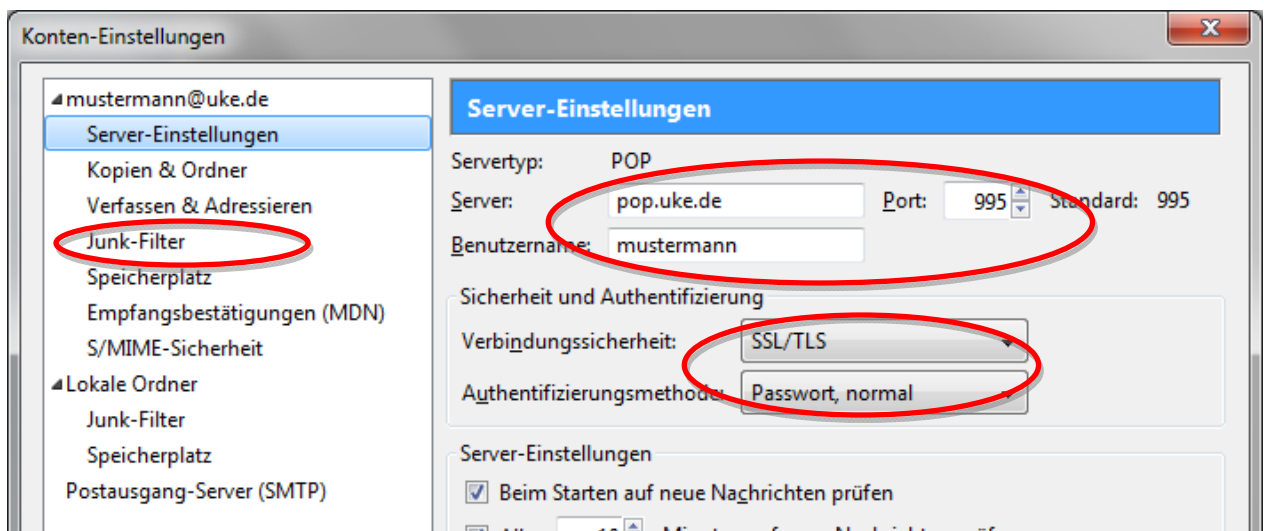 Konten-Einstellungen
mustermann@uke.de
Server-Einstellungen
Kopien & Ordner
Verfassen & Adressieren
Junk-Filter
Speicherplatz
Empfangsbestätigungen (MDN)
S/MIME-Sicherheit
Lokale Ordner
Junk-Filter
Speicherplatz
Postausgang-Server (SMTP)
Server-Einstellungen
Servertyp: POP
Server: pop.uke.de Port: 995 Standard: 995
Benutzername: mustermann
Sicherheit und Authentifizierung
Verbindungssicherheit: SSL/TLS
Authentifizierungsmethode: Passwort, normal
Server-Einstellungen
Beim Starten auf neue Nachrichten prüfen